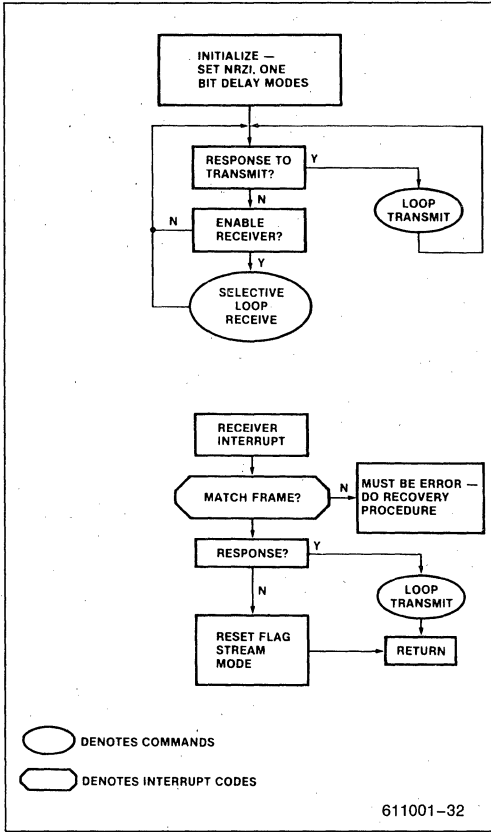 INITIALIZE —
SET NRZI, ONE
BIT DELAY MODES
RESPONSE TO
TRANSMIT?
Y
LOOP
TRANSMIT
N
N
ENABLE
RECEIVER?
Y
SELECTIVE
LOOP
RECEIVE
RECEIVER
INTERRUPT
MATCH FRAME?
N
MUST BE ERROR —
DO RECOVERY
PROCEDURE
RESPONSE?
Y
LOOP
TRANSMIT
N
RESET FLAG
STREAM
MODE
RETURN
DENOTES COMMANDS
DENOTES INTERRUPT CODES
611001–32